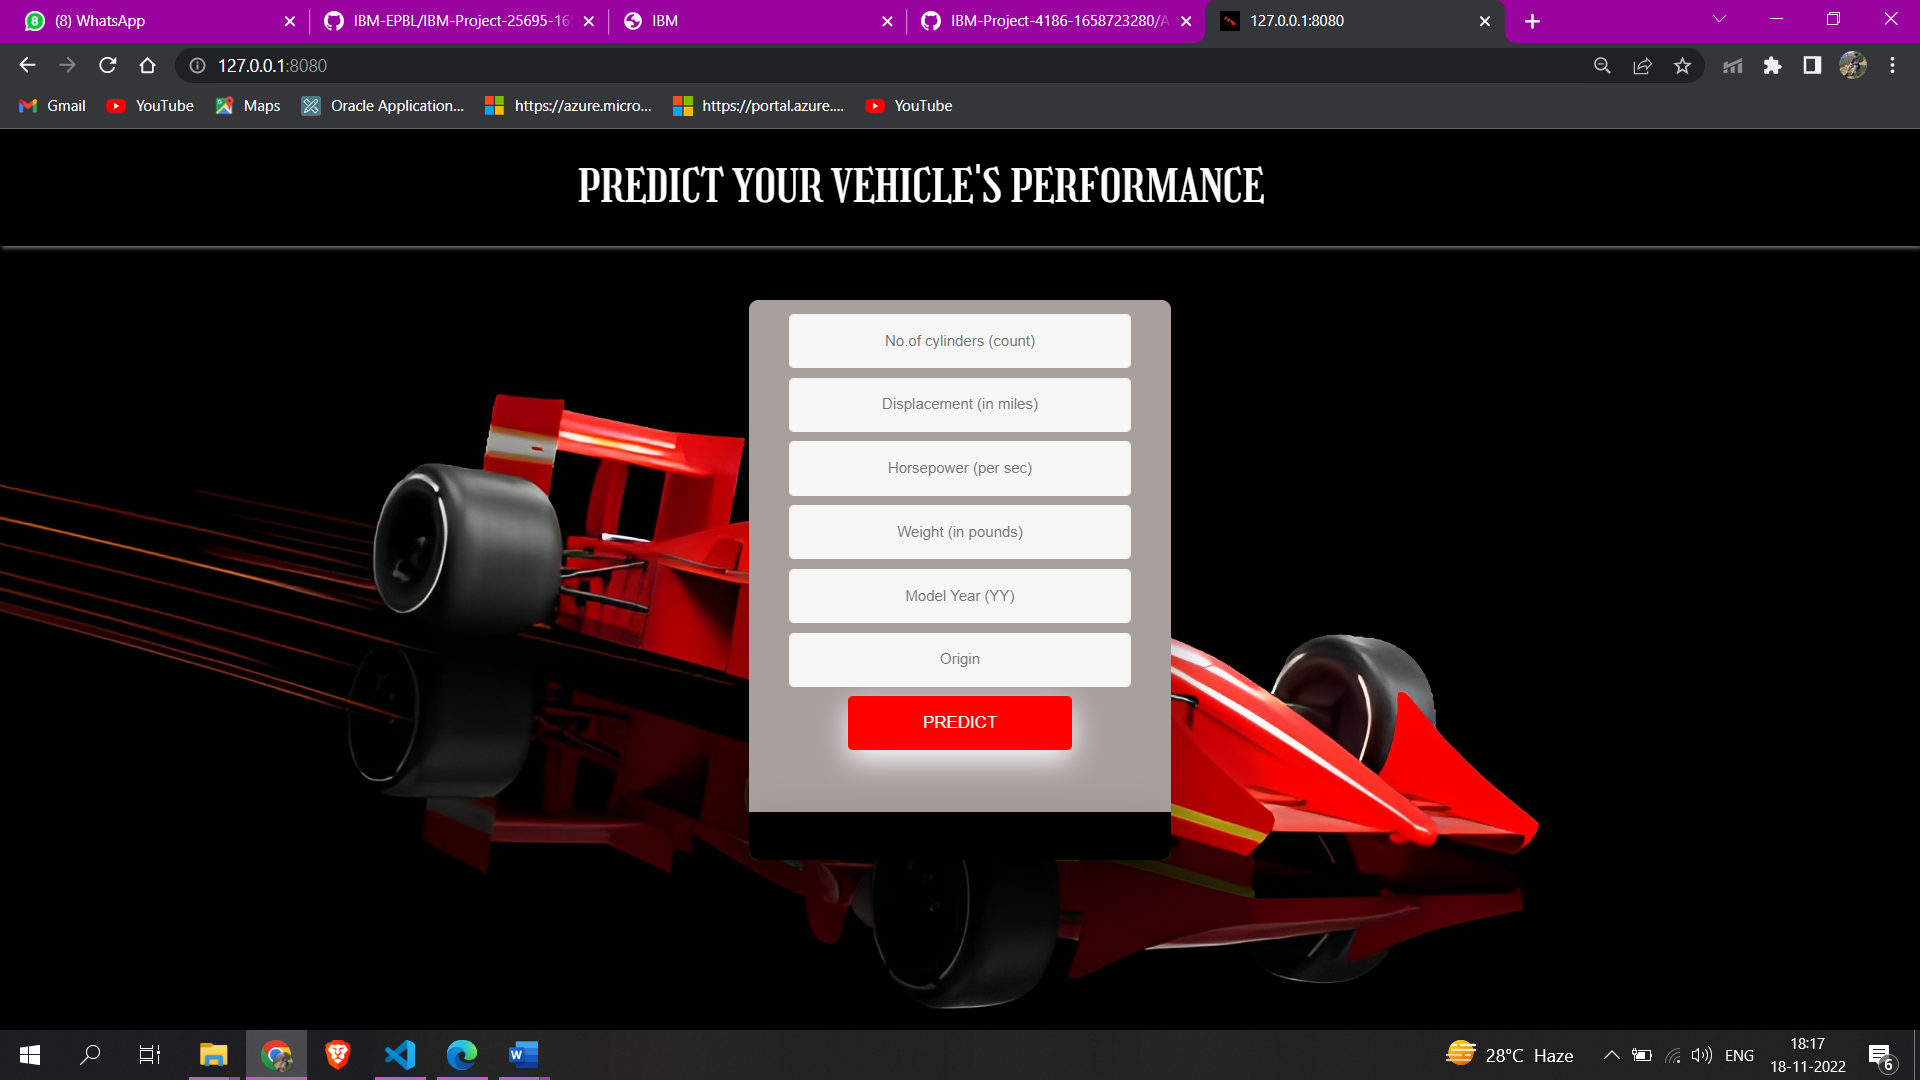 (8) WhatsApp
IBM-EPBL/IBM-Project-25695-16
IBM
IBM-Project-4186-1658723280/A
127.0.0.1:8080
127.0.0.1:8080
Gmail
YouTube
Maps
Oracle Application...
https://azure.micro...
https://portal.azure....
YouTube
PREDICT YOUR VEHICLE'S PERFORMANCE
No.of cylinders (count)
Displacement (in miles)
Horsepower (per sec)
Weight (in pounds)
Model Year (YY)
Origin
PREDICT
28°C Haze
ENG
18:17
18-11-2022
6